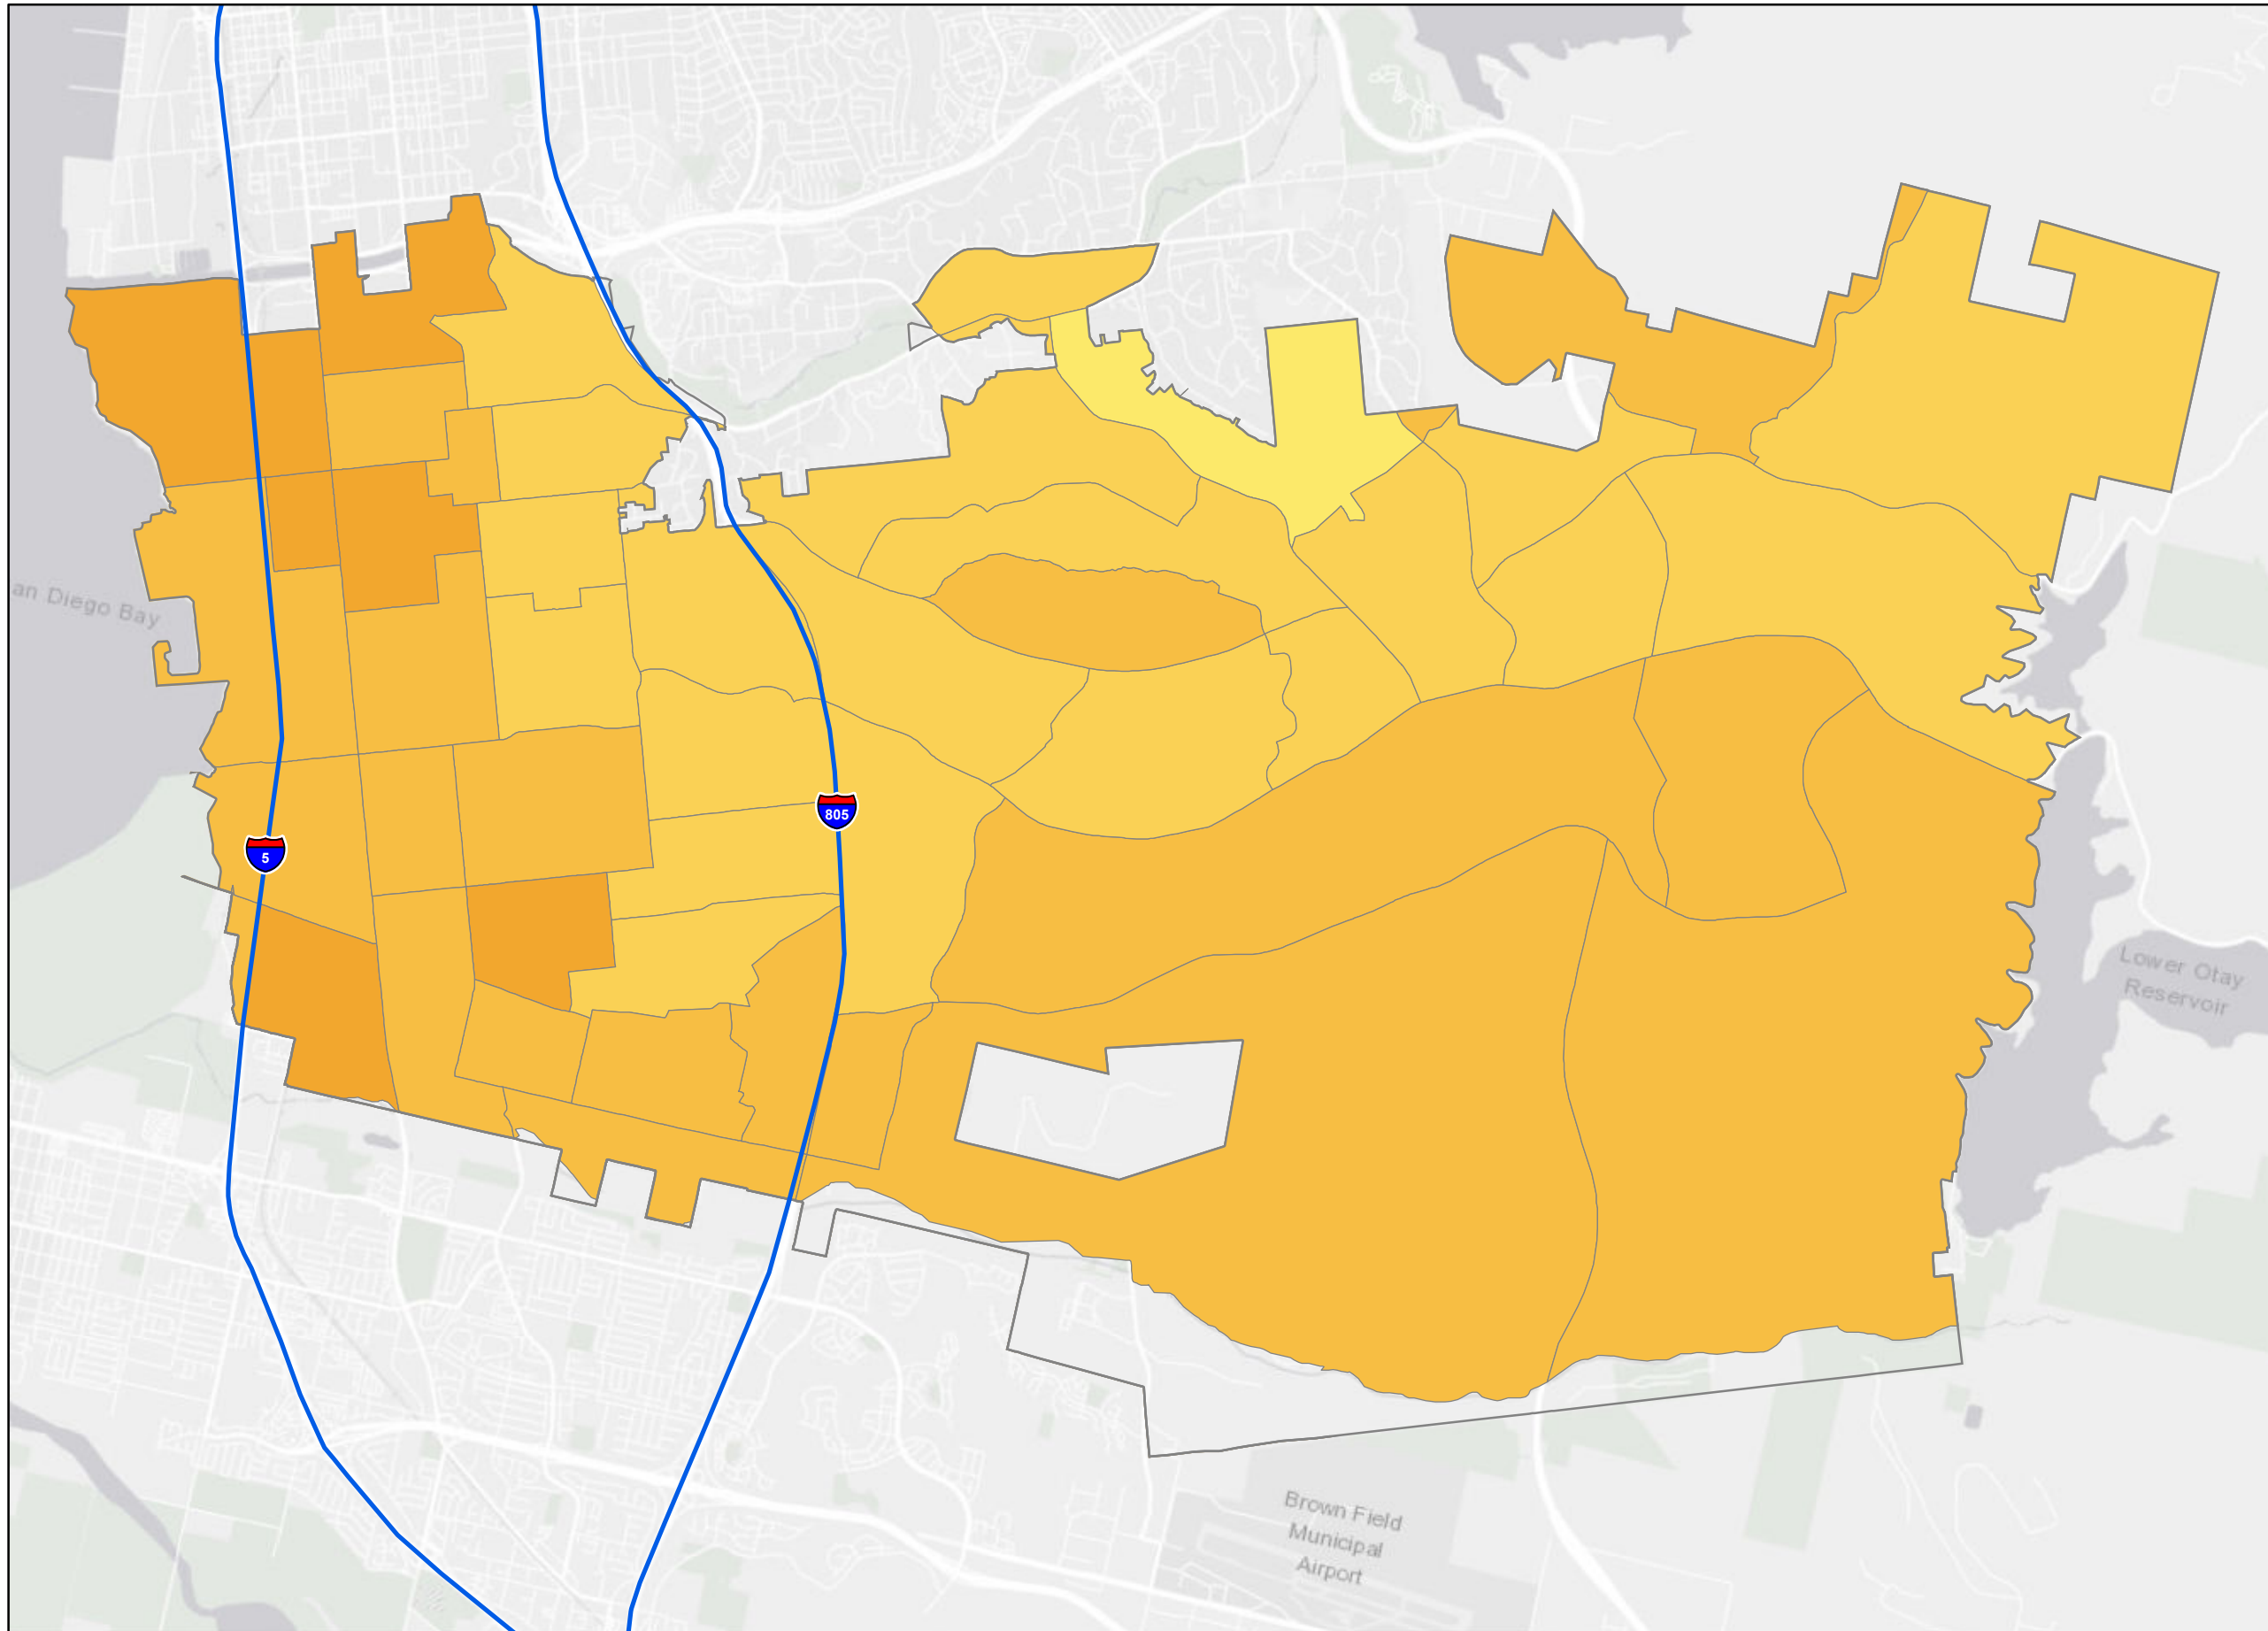 an Diego Bay
805
5
Lower Otay
Reservoir
Brown Field
Municipal
Airport